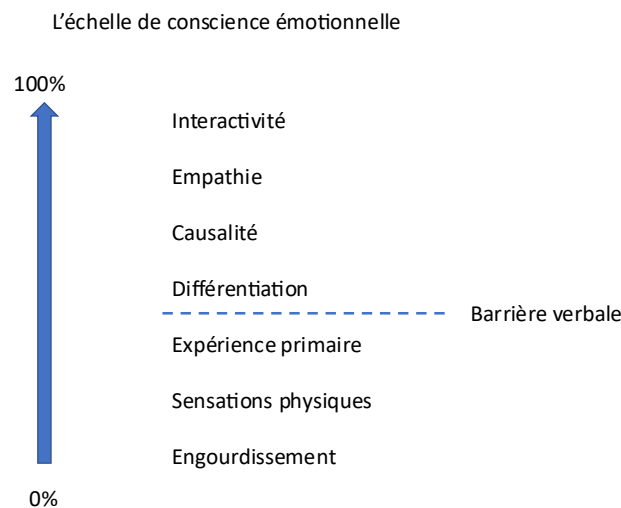 L’échelle de conscience émotionnelle
100%
Interactivité
Empathie
Causalité
Différentiation
Barrière verbale
Expérience primaire
Sensations physiques
Engourdissement
0%